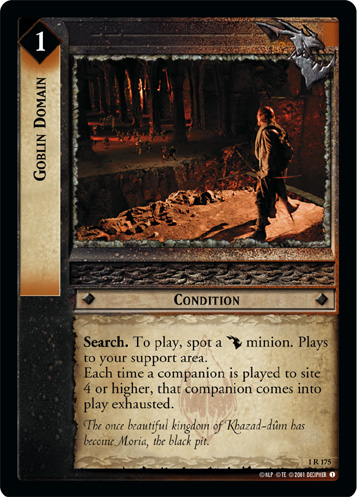 1
GOBLIN DOMAIN
CONDITION
Search. To play, spot a minion. Plays
to your support area.
Each time a companion is played to site
4 or higher, that companion comes into
play exhausted.
The once beautiful kingdom of Khazad-dûm has
become Moria, the black pit.
1 R 175
©NLP ©TE ©2001 DECIPHER